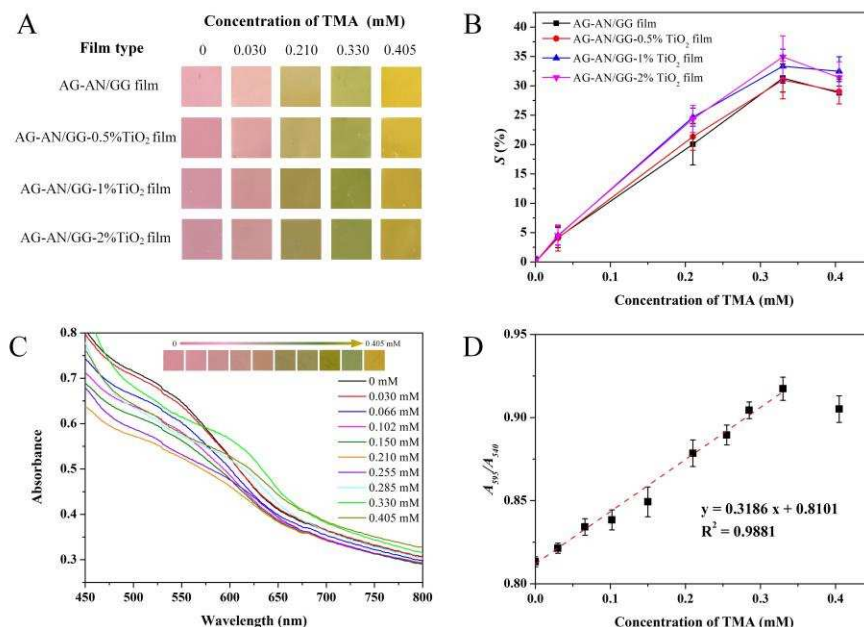 A
Concentration of TMA (mM)
Film type 0 0.030 0.210 0.330 0.405
AG-AN/GG film
AG-AN/GG-0.5%TiO₂ film
AG-AN/GG-1%TiO₂ film
AG-AN/GG-2%TiO₂ film
B
AG-AN/GG film
AG-AN/GG-0.5% TiO₂ film
AG-AN/GG-1% TiO₂ film
AG-AN/GG-2% TiO₂ film
S (%)
40
35
30
25
20
15
10
5
0
0.0 0.1 0.2 0.3 0.4
Concentration of TMA (mM)
C
0 0.405 mM
0 mM
0.030 mM
0.066 mM
0.102 mM
0.150 mM
0.210 mM
0.255 mM
0.285 mM
0.330 mM
0.405 mM
Absorbance
0.8
0.7
0.6
0.5
0.4
0.3
450 500 550 600 650 700 750 800
Wavelength (nm)
D
A₅₉₅/A₅₄₀
0.95
0.90
0.85
0.80
y = 0.3186 x + 0.8101
R² = 0.9881
0.0 0.1 0.2 0.3 0.4
Concentration of TMA (mM)